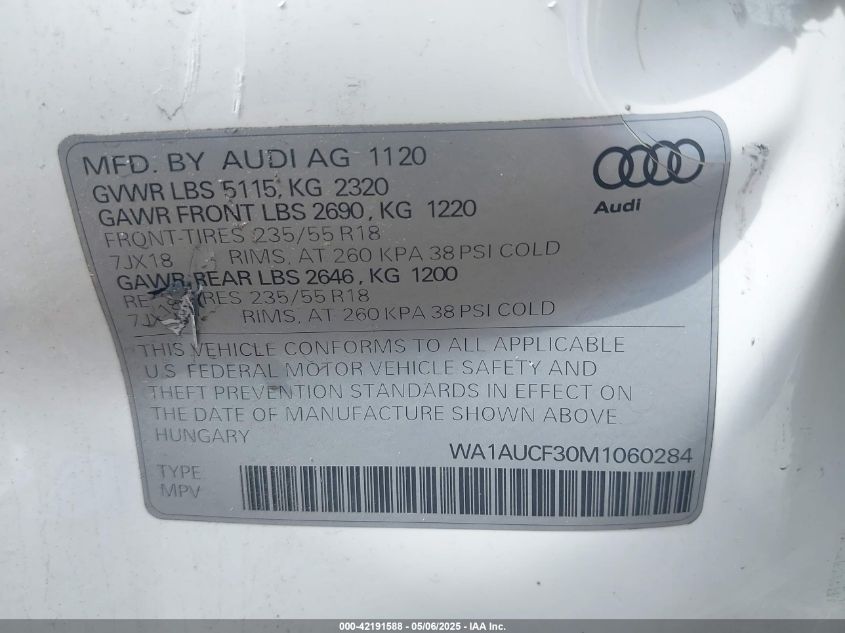 MFD. BY AUDI AG 1120
GVWR LBS 5115, KG 2320
GAWR FRONT LBS 2690, KG 1220
FRONT-TIRES 235/55 R18
7JX18 RIMS, AT 260 KPA 38 PSI COLD
GAWR REAR LBS 2646, KG 1200
235/55 R18
RIMS, AT 260 KPA 38 PSI COLD
Audi
THIS VEHICLE CONFORMS TO ALL APPLICABLE
U.S. FEDERAL MOTOR VEHICLE SAFETY AND
THEFT PREVENTION STANDARDS IN EFFECT ON
THE DATE OF MANUFACTURE SHOWN ABOVE.
HUNGARY
WA1AUCF30M1060284
TYPE
MPV
000-42191588 - 05/06/2025 - IAA Inc.